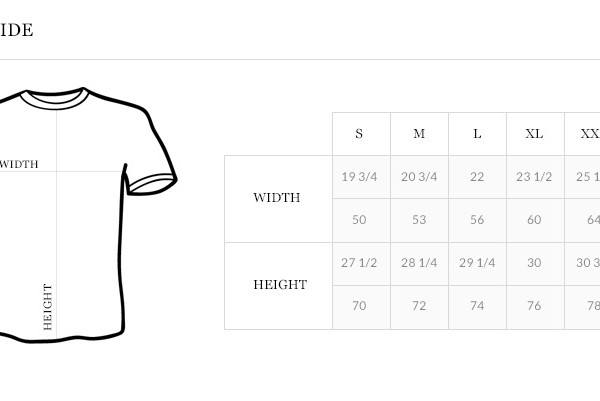 IDE
WIDTH
HEIGHT
S M L XL XX
WIDTH
19 3/4 20 3/4 22 23 1/2 25 1
50 53 56 60 64
HEIGHT
27 1/2 28 1/4 29 1/4 30 30 3
70 72 74 76 78